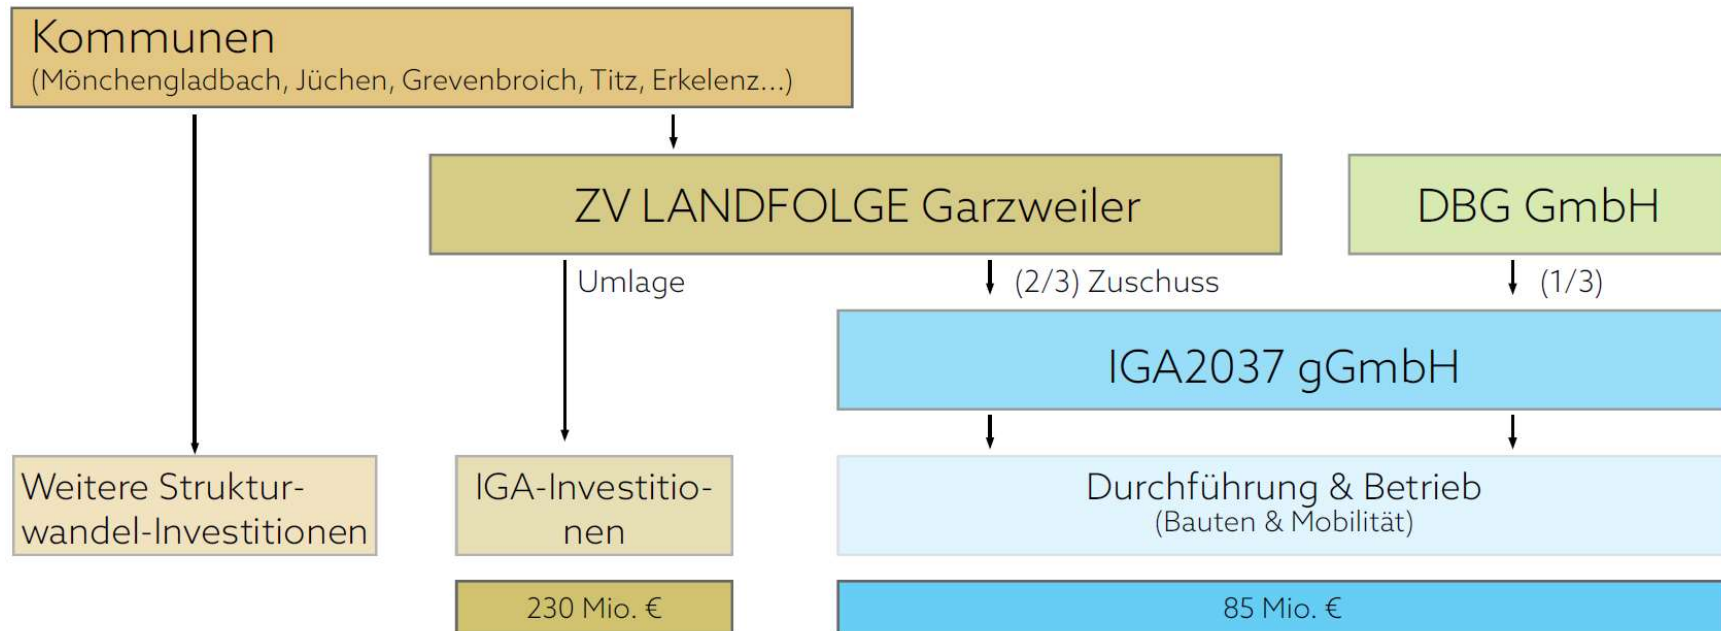 Kommunen
(Mönchengladbach, Jüchen, Grevenbroich, Titz, Erkelenz...)
ZV LANDFOLGE Garzweiler
DBG GmbH
Umlage
(2/3) Zuschuss
(1/3)
IGA2037 gGmbH
Weitere Struktur-
wandel-Investitionen
IGA-Investitio-
nen
Durchführung & Betrieb
(Bauten & Mobilität)
230 Mio. €
85 Mio. €